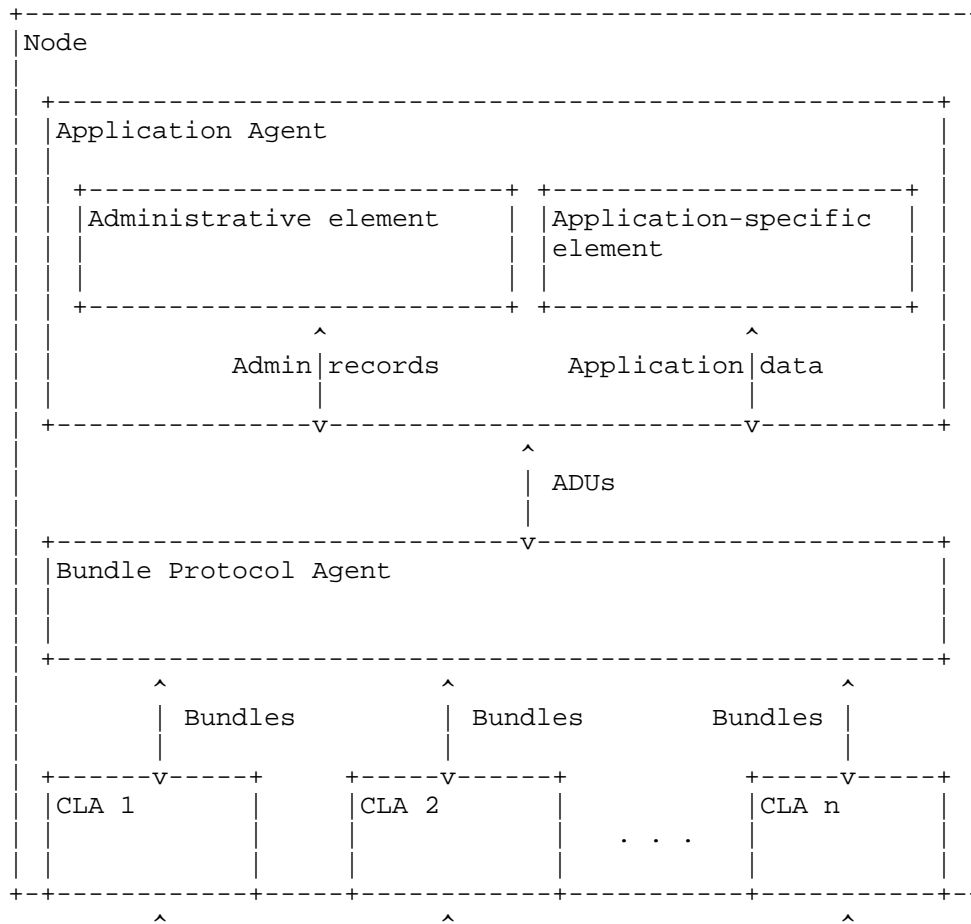 Node
Application Agent
Administrative element Application-specific
element
Admin records Application data
ADUs
Bundle Protocol Agent
Bundles Bundles Bundles
CLA 1 CLA 2 CLA n
. . .